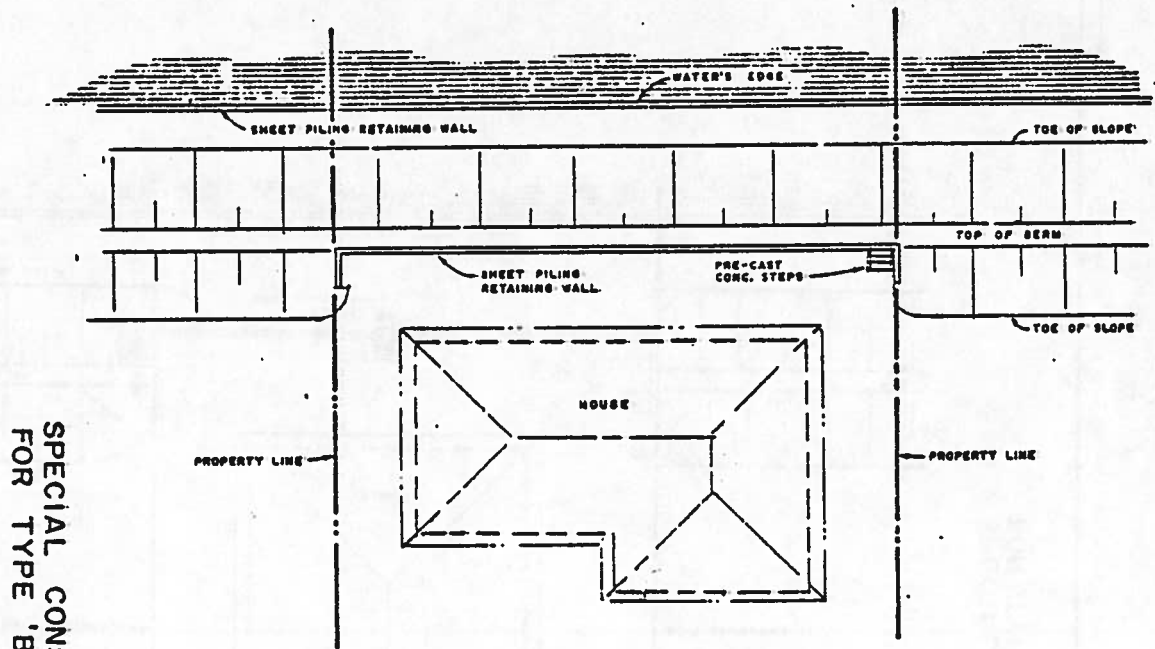 WATER'S EDGE
SHEET PILING RETAINING WALL
TOE OF SLOPE
TOP OF BERM
SHEET PILING
RETAINING WALL
PRE-CAST
CONC. STEPS
TOE OF SLOPE
HOUSE
PROPERTY LINE
PROPERTY LINE
SPECIAL
FOR TYPE